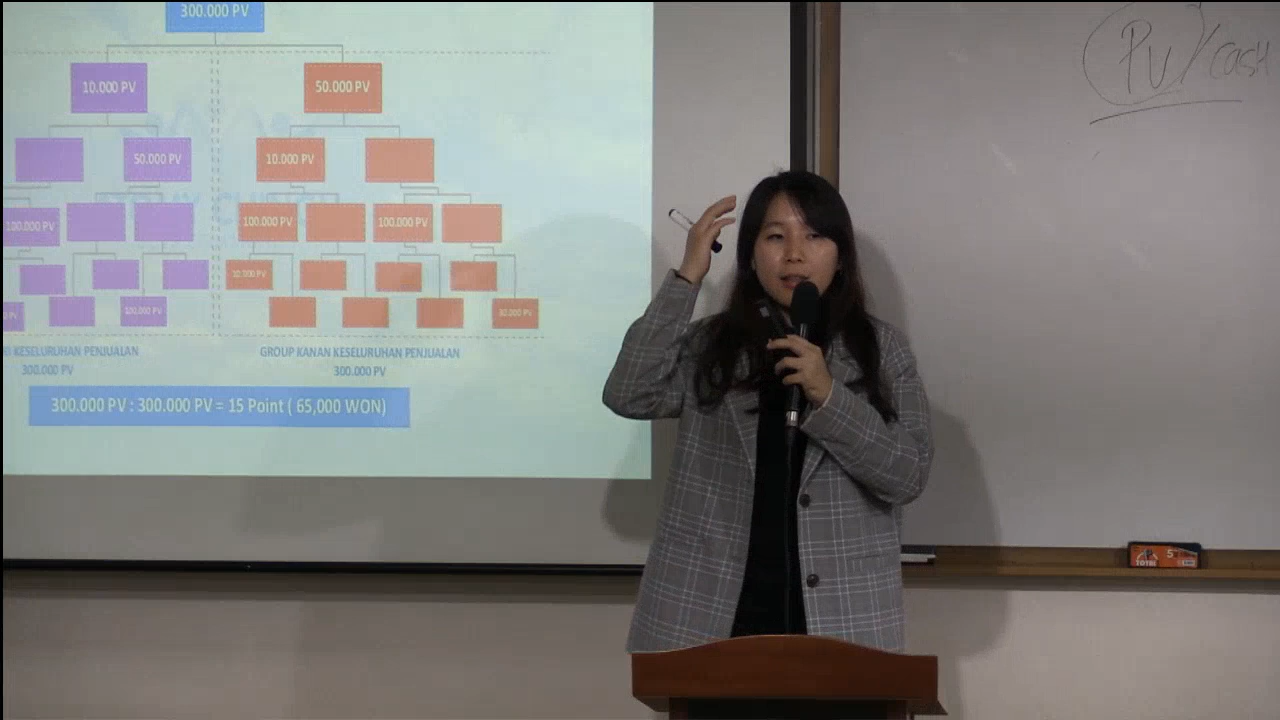 300.000 PV
10.000 PV
50.000 PV
50.000 PV
10.000 PV
100.000 PV
100.000 PV
100.000 PV
GROUP KANAN KESELURUHAN PENJUALAN
KESELURUHAN PENJUALAN
300.000 PV
300.000 PV
300.000 PV : 300.000 PV = 15 Point ( 65,000 WON)
PV / CASH
TOTBI
5